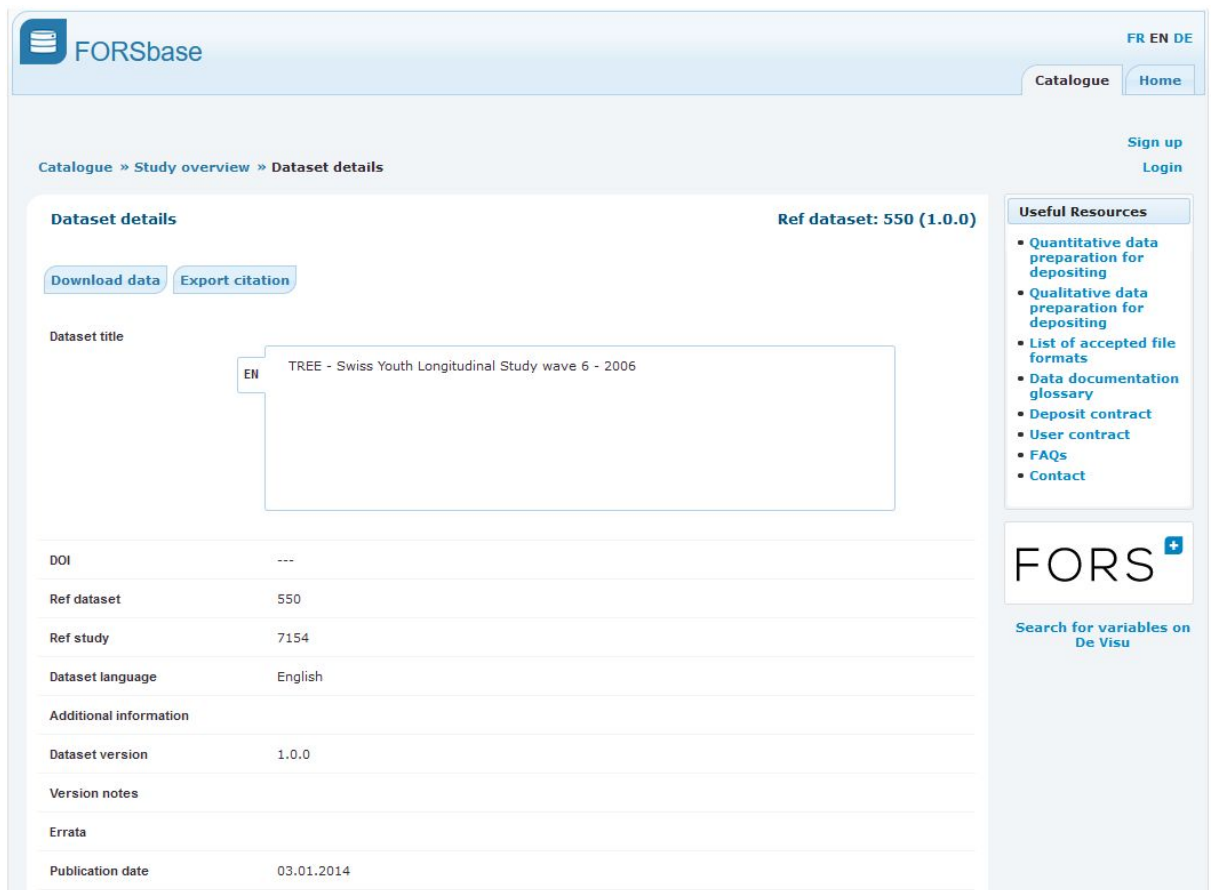 FORSbase
FR EN DE
Catalogue Home
Sign up
Login
Catalogue » Study overview » Dataset details
Dataset details
Ref dataset: 550 (1.0.0)
Download data Export citation
Dataset title
EN
TREE - Swiss Youth Longitudinal Study wave 6 - 2006
DOI ---
Ref dataset 550
Ref study 7154
Dataset language English
Additional information
Dataset version 1.0.0
Version notes
Errata
Publication date 03.01.2014
Useful Resources
• Quantitative data
preparation for
depositing
• Qualitative data
preparation for
depositing
• List of accepted file
formats
• Data documentation
glossary
• Deposit contract
• User contract
• FAQs
• Contact
FORS +
Search for variables on
De Visu